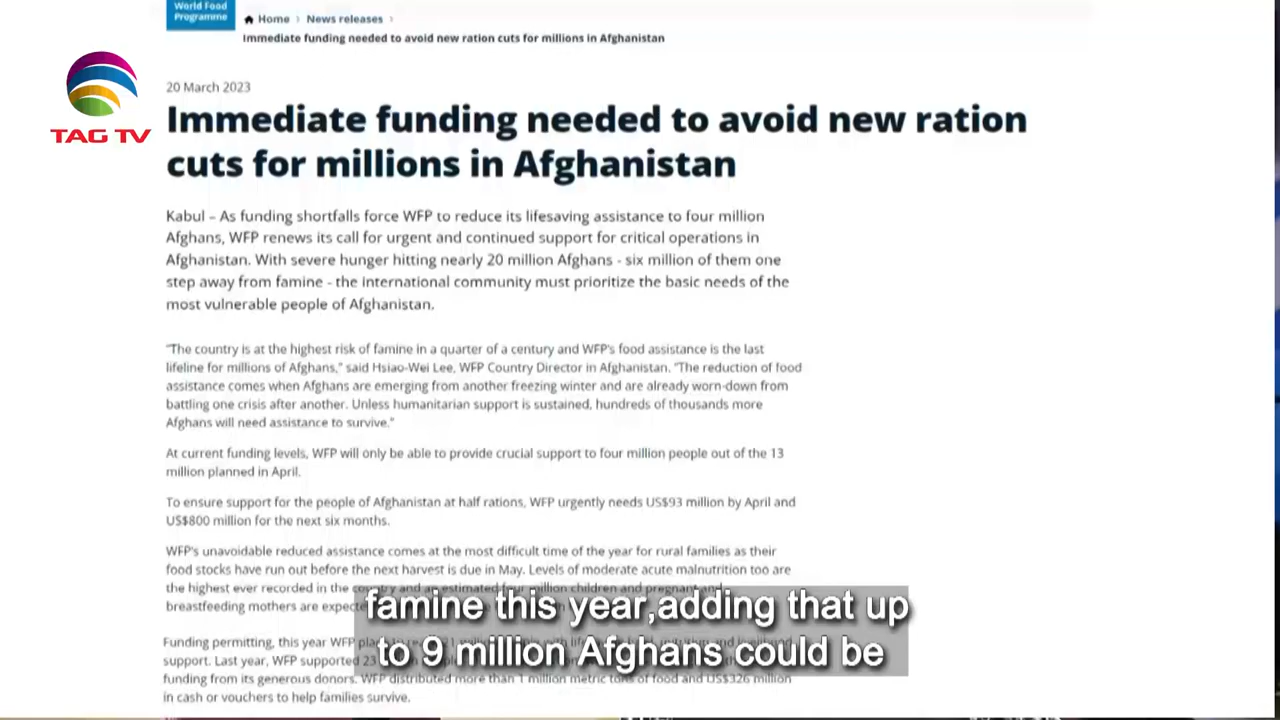 World Food
Programme
Home › News releases ›
Immediate funding needed to avoid new ration cuts for millions in Afghanistan
TAG TV
20 March 2023
Immediate funding needed to avoid new ration
cuts for millions in Afghanistan
Kabul – As funding shortfalls force WFP to reduce its lifesaving assistance to four million
Afghans, WFP renews its call for urgent and continued support for critical operations in
Afghanistan. With severe hunger hitting nearly 20 million Afghans - six million of them one
step away from famine - the international community must prioritize the basic needs of the
most vulnerable people of Afghanistan.
"The country is at the highest risk of famine in a quarter of a century and WFP's food assistance is the last
lifeline for millions of Afghans," said Hsiao-Wei Lee, WFP Country Director in Afghanistan. "The reduction of food
assistance comes when Afghans are emerging from another freezing winter and are already worn-down from
battling one crisis after another. Unless humanitarian support is sustained, hundreds of thousands more
Afghans will need assistance to survive."
At current funding levels, WFP will only be able to provide crucial support to four million people out of the 13
million planned in April.
To ensure support for the people of Afghanistan at half rations, WFP urgently needs US$93 million by April and
US$800 million for the next six months.
WFP's unavoidable reduced assistance comes at the most difficult time of the year for rural families as their
food stocks have run out before the next harvest is due in May. Levels of moderate acute malnutrition too are
the highest ever recorded in the country and an estimated four million children and pregnant and
breastfeeding mothers are
Funding permitting, this year WFP
support. Last year, WFP supported 23
funding from its generous donors. WFP distributed more than 1 million metric tons of food and US$326 million
in cash or vouchers to help families survive.
famine this year,adding that up
to 9 million Afghans could be